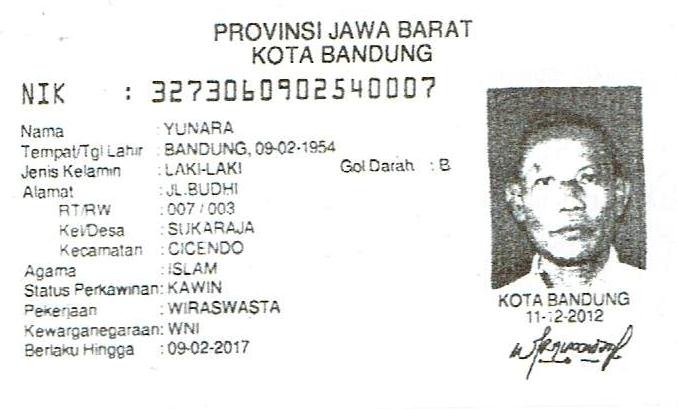 PROVINSI JAWA BARAT
KOTA BANDUNG
NIK : 3273060902540007
Nama : YUNARA
Tempat/Tgl Lahir : BANDUNG, 09-02-1954
Jenis Kelamin : LAKI-LAKI Gol Darah : B
Alamat : JL.BUDHI
RT/RW : 007 / 003
Kel/Desa : SUKARAJA
Kecamatan : CICENDO
Agama : ISLAM
Status Perkawinan: KAWIN
Pekerjaan : WIRASWASTA
Kewarganegaraan: WNI
Berlaku Hingga : 09-02-2017
KOTA BANDUNG
11-12-2012